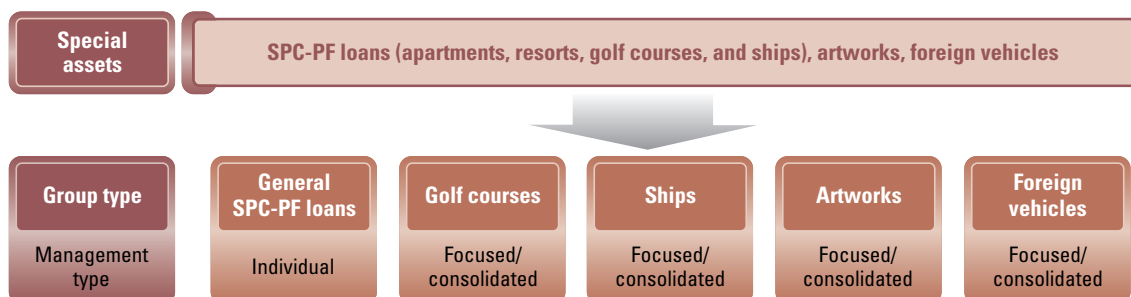 Special
assets
SPC-PF loans (apartments, resorts, golf courses, and ships), artworks, foreign vehicles
Group type
Management
type
General
SPC-PF loans
Individual
Golf courses
Focused/
consolidated
Ships
Focused/
consolidated
Artworks
Focused/
consolidated
Foreign
vehicles
Focused/
consolidated